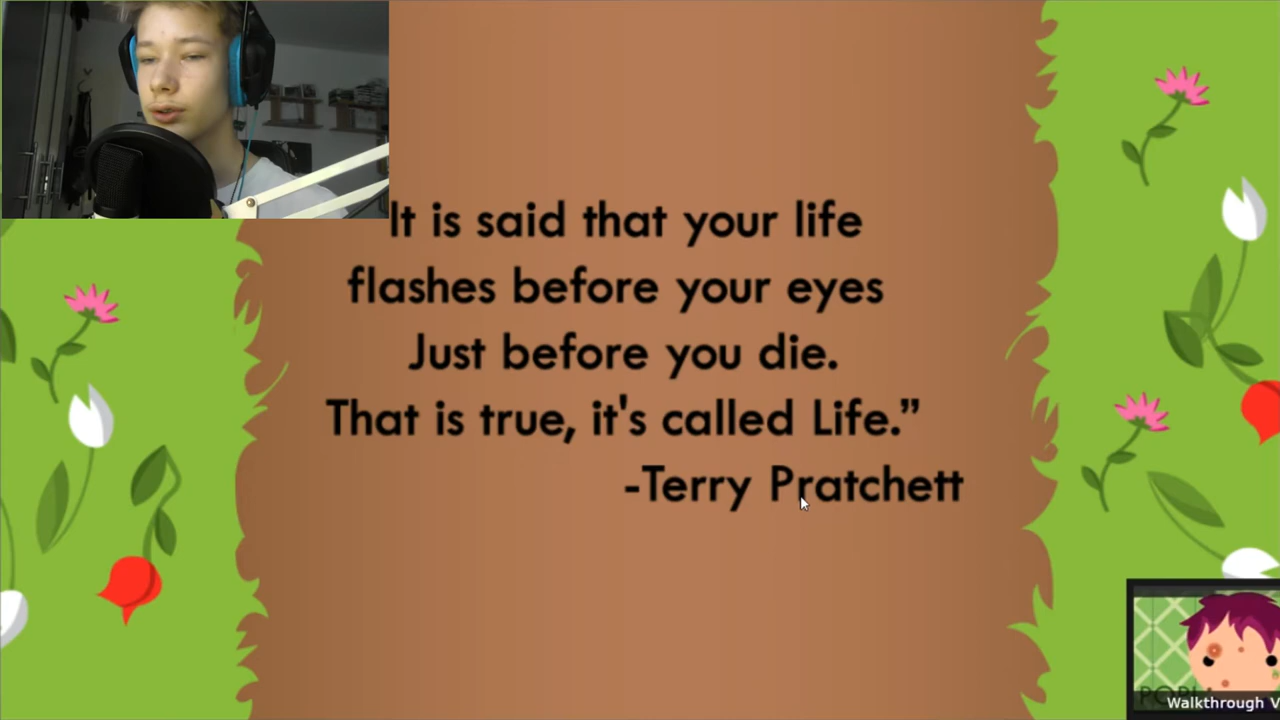 It is said that your life
flashes before your eyes
Just before you die.
That is true, it's called Life.”
-Terry Pratchett
Walkthrough